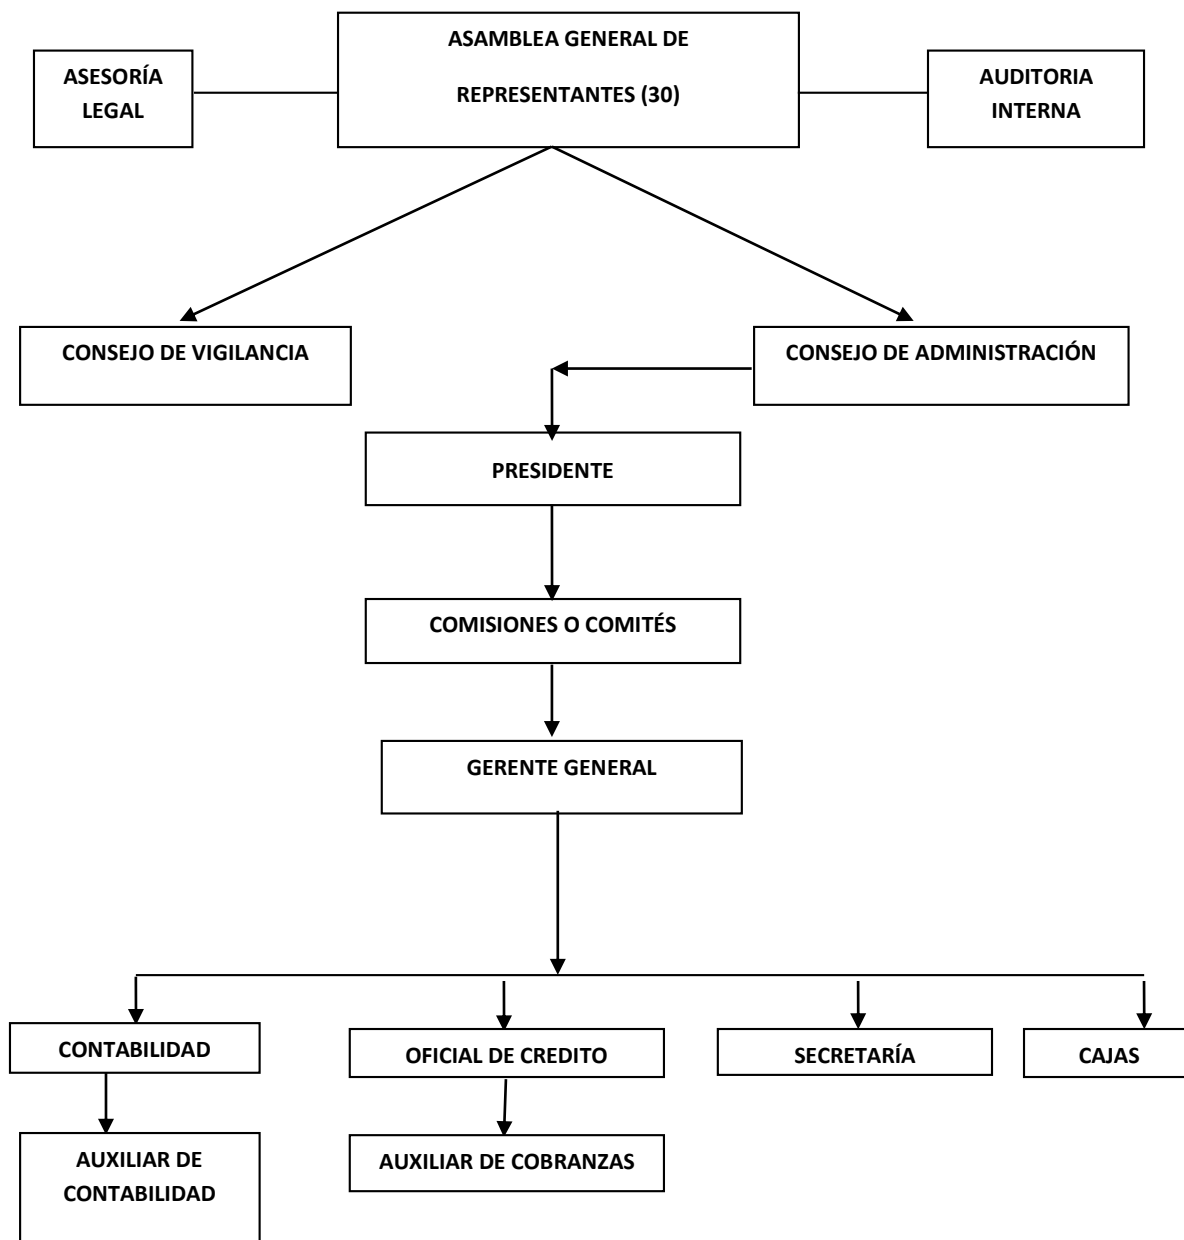 ASAMBLEA GENERAL DE
REPRESENTANTES (30)
ASESORÍA
LEGAL
AUDITORIA
INTERNA
CONSEJO DE VIGILANCIA
CONSEJO DE ADMINISTRACIÓN
PRESIDENTE
COMISIONES O COMITÉS
GERENTE GENERAL
CONTABILIDAD
OFICIAL DE CREDITO
SECRETARÍA
CAJAS
AUXILIAR DE
CONTABILIDAD
AUXILIAR DE COBRANZAS